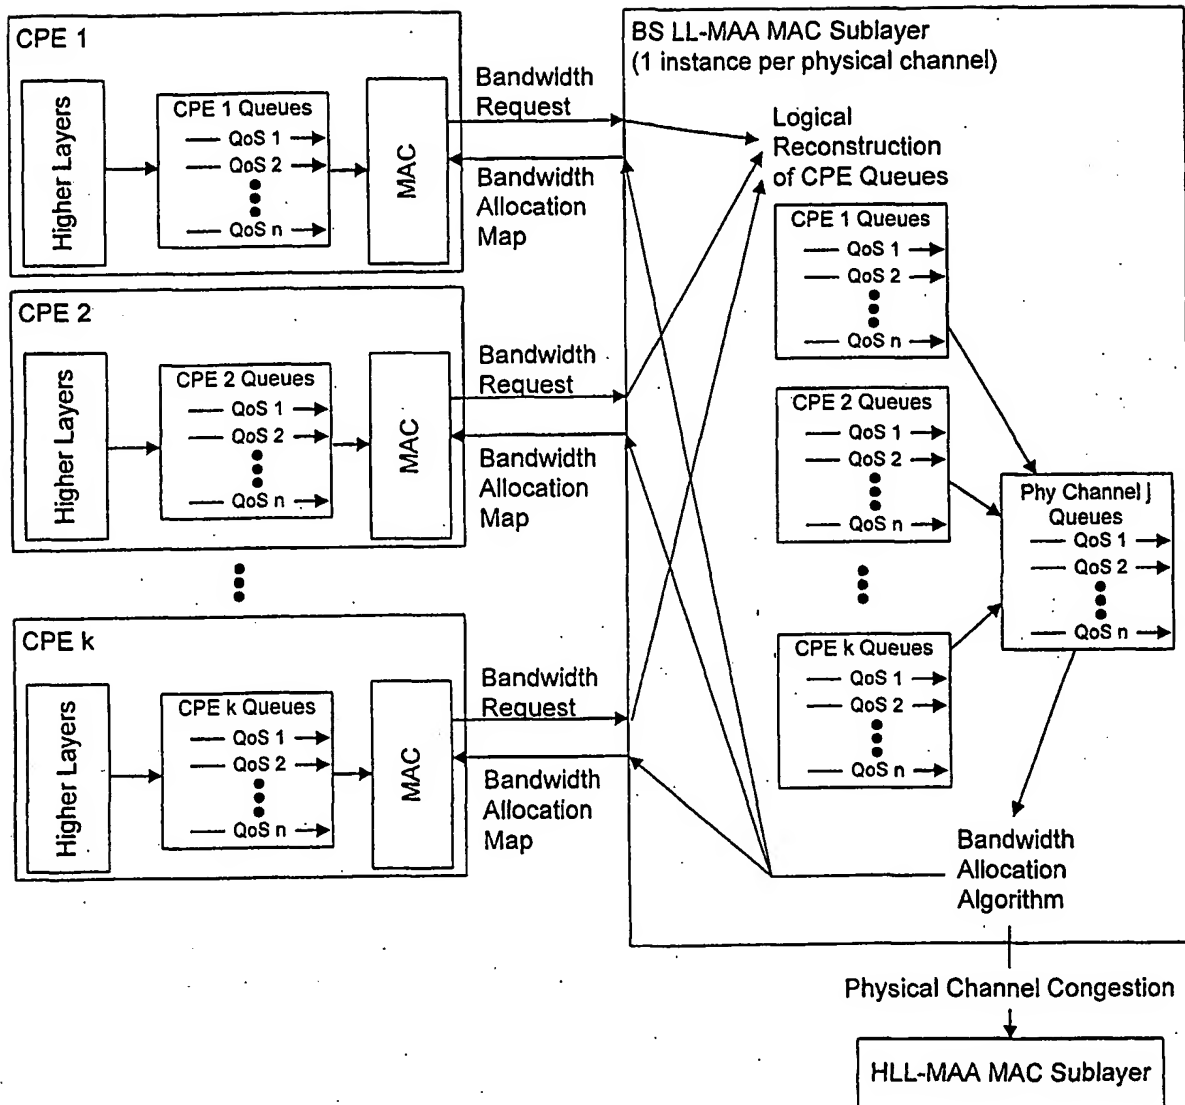 CPE 1
Higher Layers
CPE 1 Queues
QoS 1
QoS 2
QoS n
MAC
Bandwidth
Request
Bandwidth
Allocation
Map
CPE 2
Higher Layers
CPE 2 Queues
QoS 1
QoS 2
QoS n
MAC
Bandwidth
Request
Bandwidth
Allocation
Map
CPE k
Higher Layers
CPE k Queues
QoS 1
QoS 2
QoS n
MAC
Bandwidth
Request
Bandwidth
Allocation
Map
BS LL-MAA MAC Sublayer
(1 instance per physical channel)
Logical
Reconstruction
of CPE Queues
CPE 1 Queues
QoS 1
QoS 2
QoS n
CPE 2 Queues
QoS 1
QoS 2
QoS n
CPE k Queues
QoS 1
QoS 2
QoS n
Phy Channel j
Queues
QoS 1
QoS 2
QoS n
Bandwidth
Allocation
Algorithm
Physical Channel Congestion
HLL-MAA MAC Sublayer